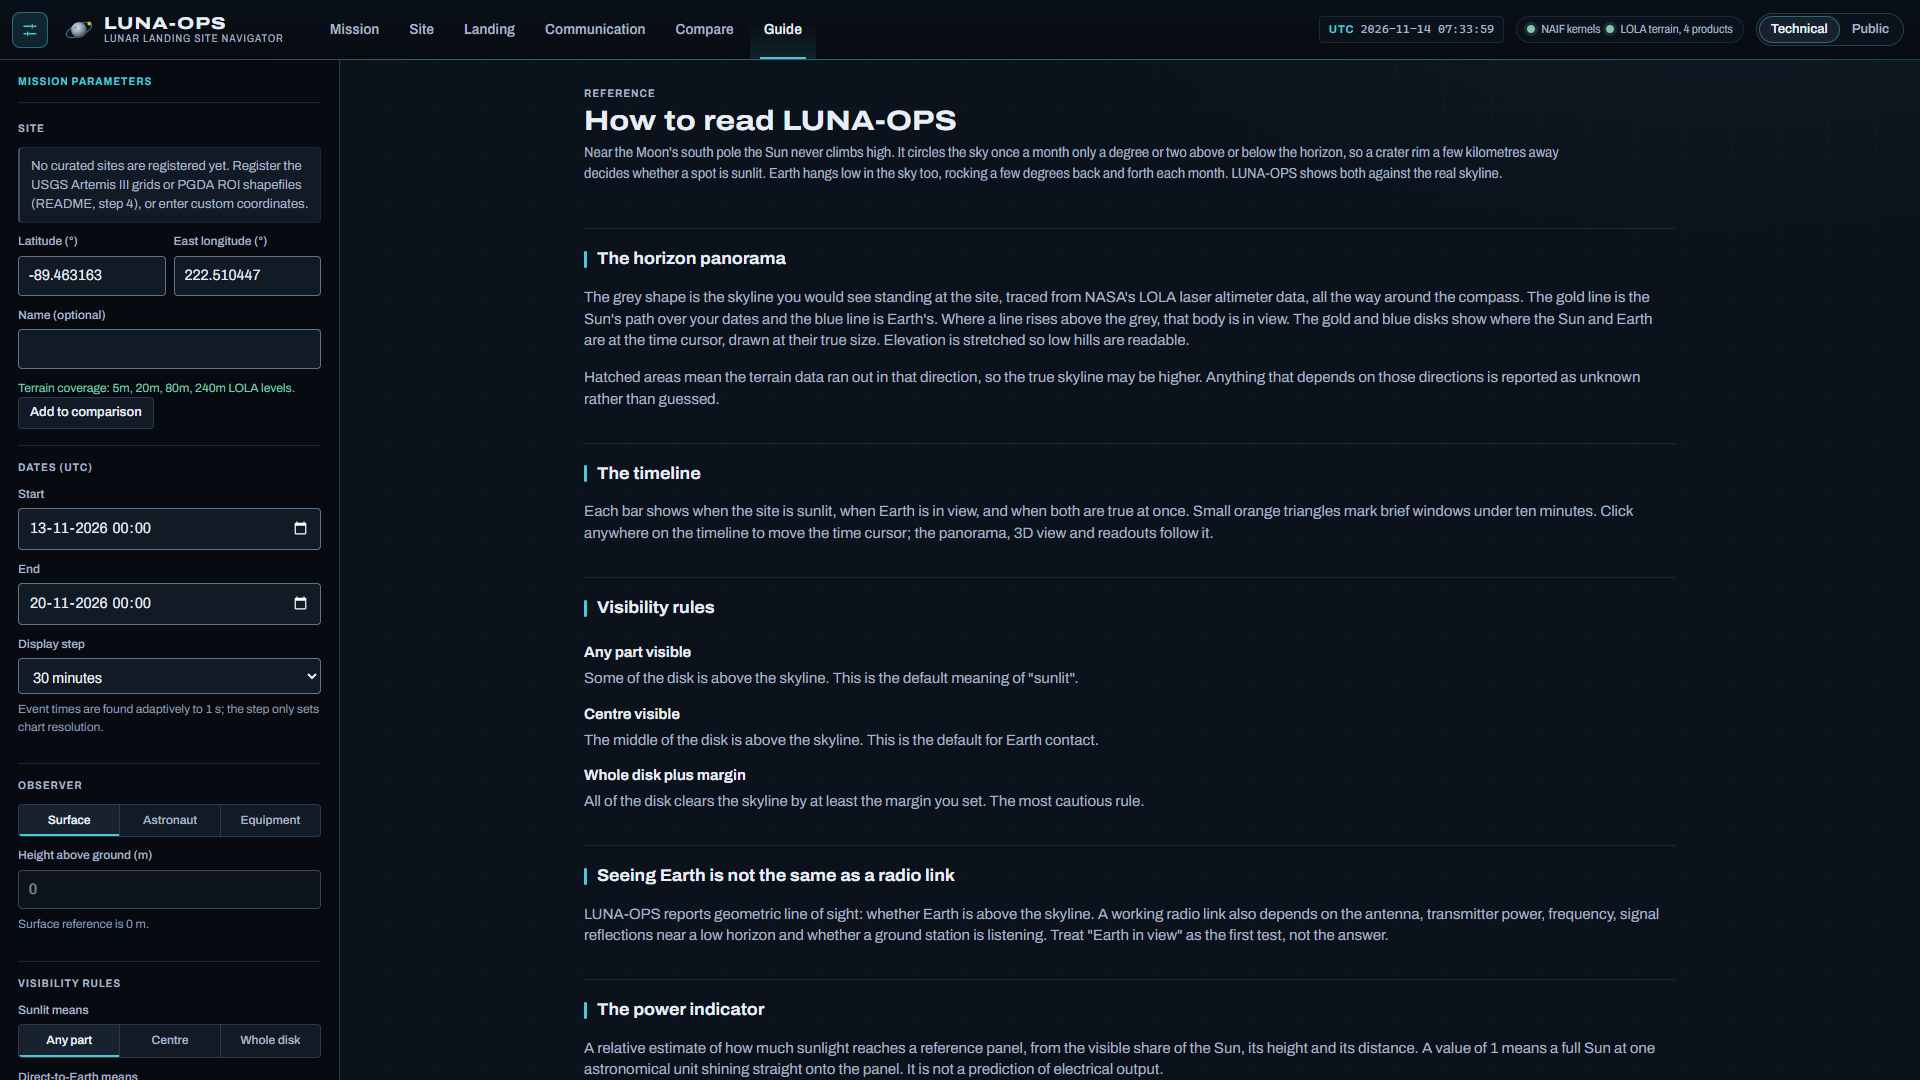 LUNA-OPS
LUNAR LANDING SITE NAVIGATOR
Mission
Site
Landing
Communication
Compare
Guide
UTC 2026-11-14 07:33:59
NAIF kernels
LOLA terrain, 4 products
Technical
Public
MISSION PARAMETERS
SITE
No curated sites are registered yet. Register the
USGS Artemis III grids or PGDA ROI shapefiles
(README, step 4), or enter custom coordinates.
Latitude (°)
East longitude (°)
-89.463163
222.510447
Name (optional)
Terrain coverage: 5m, 20m, 80m, 240m LOLA levels.
Add to comparison
DATES (UTC)
Start
13-11-2026 00:00
End
20-11-2026 00:00
Display step
30 minutes
Event times are found adaptively to 1 s; the step only sets
chart resolution.
OBSERVER
Surface
Astronaut
Equipment
Height above ground (m)
0
Surface reference is 0 m.
VISIBILITY RULES
Sunlit means
Any part
Centre
Whole disk
Direct-to-Earth means
REFERENCE
How to read LUNA-OPS
Near the Moon's south pole the Sun never climbs high. It circles the sky once a month only a degree or two above or below the horizon, so a crater rim a few kilometres away
decides whether a spot is sunlit. Earth hangs low in the sky too, rocking a few degrees back and forth each month. LUNA-OPS shows both against the real skyline.
The horizon panorama
The grey shape is the skyline you would see standing at the site, traced from NASA's LOLA laser altimeter data, all the way around the compass. The gold line is the
Sun's path over your dates and the blue line is Earth's. Where a line rises above the grey, that body is in view. The gold and blue disks show where the Sun and Earth
are at the time cursor, drawn at their true size. Elevation is stretched so low hills are readable.
Hatched areas mean the terrain data ran out in that direction, so the true skyline may be higher. Anything that depends on those directions is reported as unknown
rather than guessed.
The timeline
Each bar shows when the site is sunlit, when Earth is in view, and when both are true at once. Small orange triangles mark brief windows under ten minutes. Click
anywhere on the timeline to move the time cursor; the panorama, 3D view and readouts follow it.
Visibility rules
Any part visible
Some of the disk is above the skyline. This is the default meaning of "sunlit".
Centre visible
The middle of the disk is above the skyline. This is the default for Earth contact.
Whole disk plus margin
All of the disk clears the skyline by at least the margin you set. The most cautious rule.
Seeing Earth is not the same as a radio link
LUNA-OPS reports geometric line of sight: whether Earth is above the skyline. A working radio link also depends on the antenna, transmitter power, frequency, signal
reflections near a low horizon and whether a ground station is listening. Treat "Earth in view" as the first test, not the answer.
The power indicator
A relative estimate of how much sunlight reaches a reference panel, from the visible share of the Sun, its height and its distance. A value of 1 means a full Sun at one
astronomical unit shining straight onto the panel. It is not a prediction of electrical output.